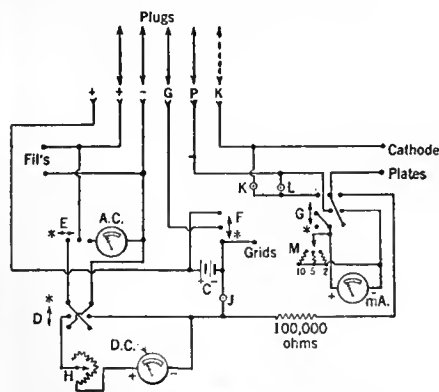 Plugs
+ + - G P K
Cathode
Fil's
K L
Plates
A.C.
E
*
F
*
G
*
Grids
M
10 5 2
+ C -
J
+ - mA.
*
D
100,000
ohms
D.C.
H
+ -